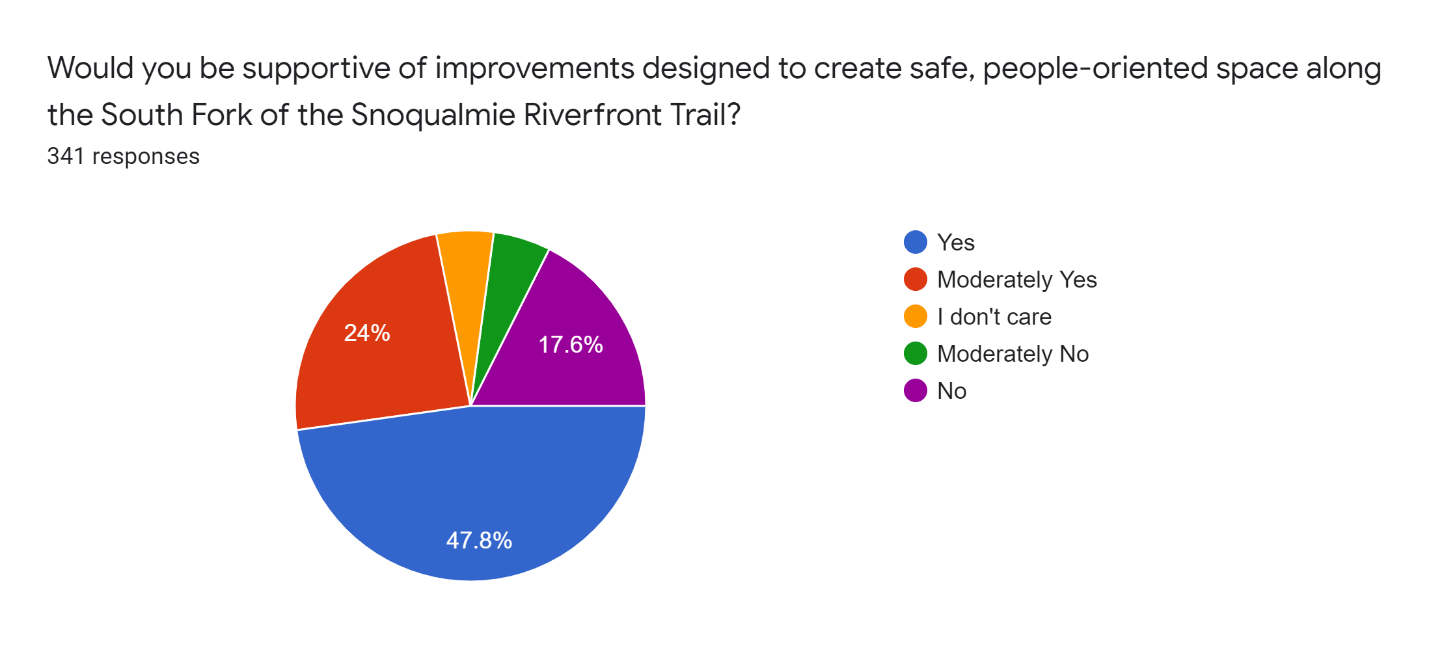 Would you be supportive of improvements designed to create safe, people-oriented space along
the South Fork of the Snoqualmie Riverfront Trail?
341 responses
24%
17.6%
47.8%
Yes
Moderately Yes
I don't care
Moderately No
No